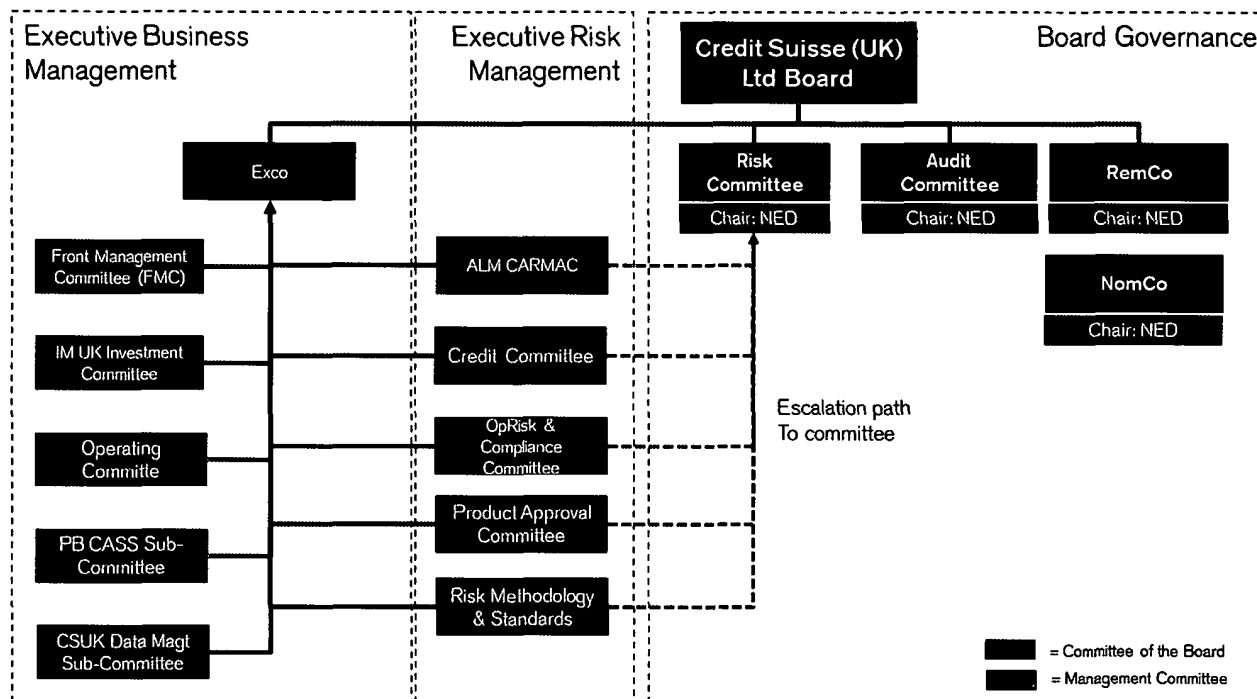 Executive Business
Management
Executive Risk
Management
Board Governance
Credit Suisse (UK)
Ltd Board
Exco
Risk
Committee
Chair: NED
Audit
Committee
Chair: NED
RemCo
Chair: NED
NomCo
Chair: NED
Front Management
Committee (FMC)
IM UK Investment
Committee
Operating
Committe
PB CASS Sub-
Committee
CSUK Data Magt
Sub-Committee
ALM CARMAC
Credit Committee
OpRisk &
Compliance
Committee
Product Approval
Committee
Risk Methodology
& Standards
Escalation path
To committee
= Committee of the Board
= Management Committee